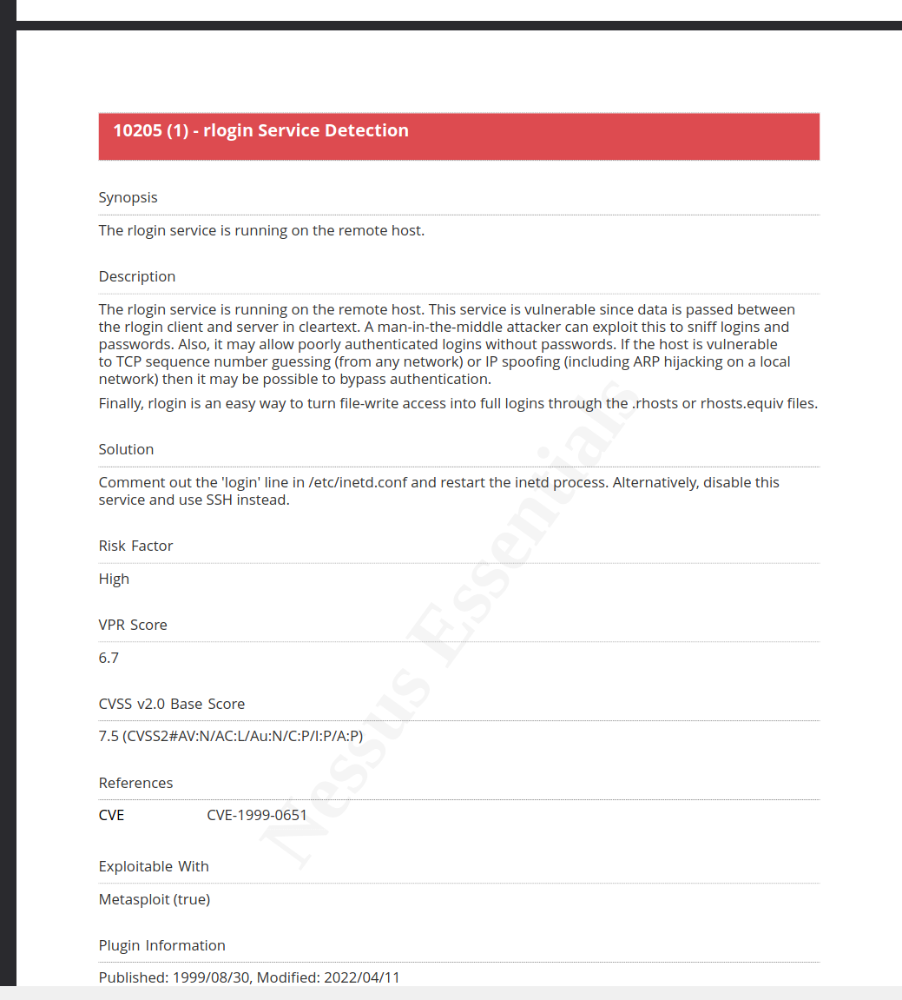 10205 (1) - rlogin Service Detection
Synopsis
The rlogin service is running on the remote host.
Description
The rlogin service is running on the remote host. This service is vulnerable since data is passed between
the rlogin client and server in cleartext. A man-in-the-middle attacker can exploit this to sniff logins and
passwords. Also, it may allow poorly authenticated logins without passwords. If the host is vulnerable
to TCP sequence number guessing (from any network) or IP spoofing (including ARP hijacking on a local
network) then it may be possible to bypass authentication.
Finally, rlogin is an easy way to turn file-write access into full logins through the .rhosts or rhosts.equiv files.
Solution
Comment out the 'login' line in /etc/inetd.conf and restart the inetd process. Alternatively, disable this
service and use SSH instead.
Risk Factor
High
VPR Score
6.7
CVSS v2.0 Base Score
7.5 (CVSS2#AV:N/AC:L/Au:N/C:P/I:P/A:P)
References
CVE CVE-1999-0651
Exploitable With
Metasploit (true)
Plugin Information
Published: 1999/08/30, Modified: 2022/04/11
Nessus Essentials